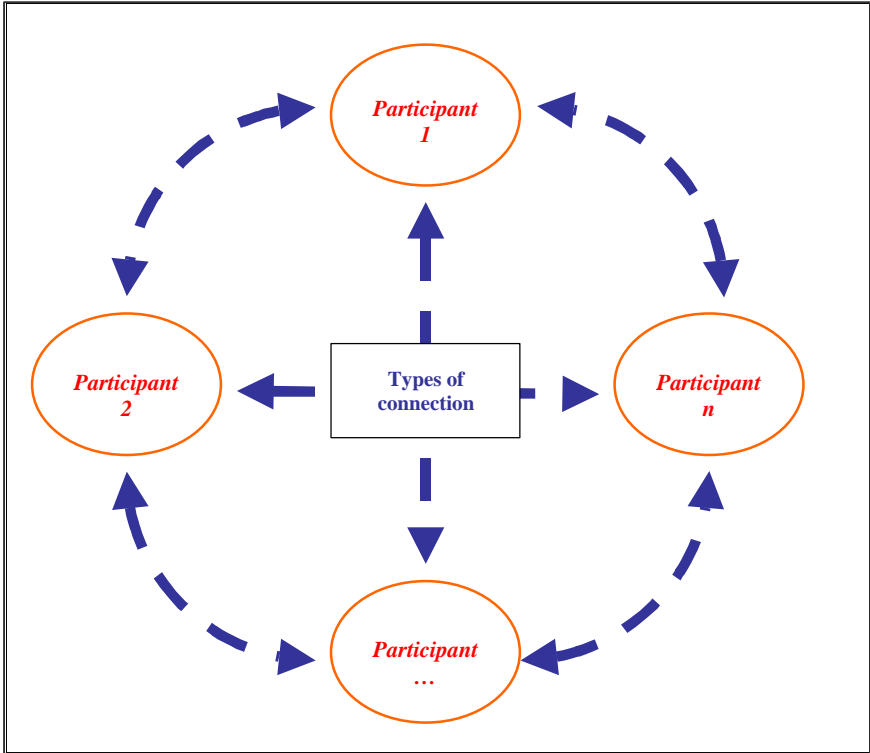 Participant
1
Participant
2
Types of
connection
Participant
n
Participant
…